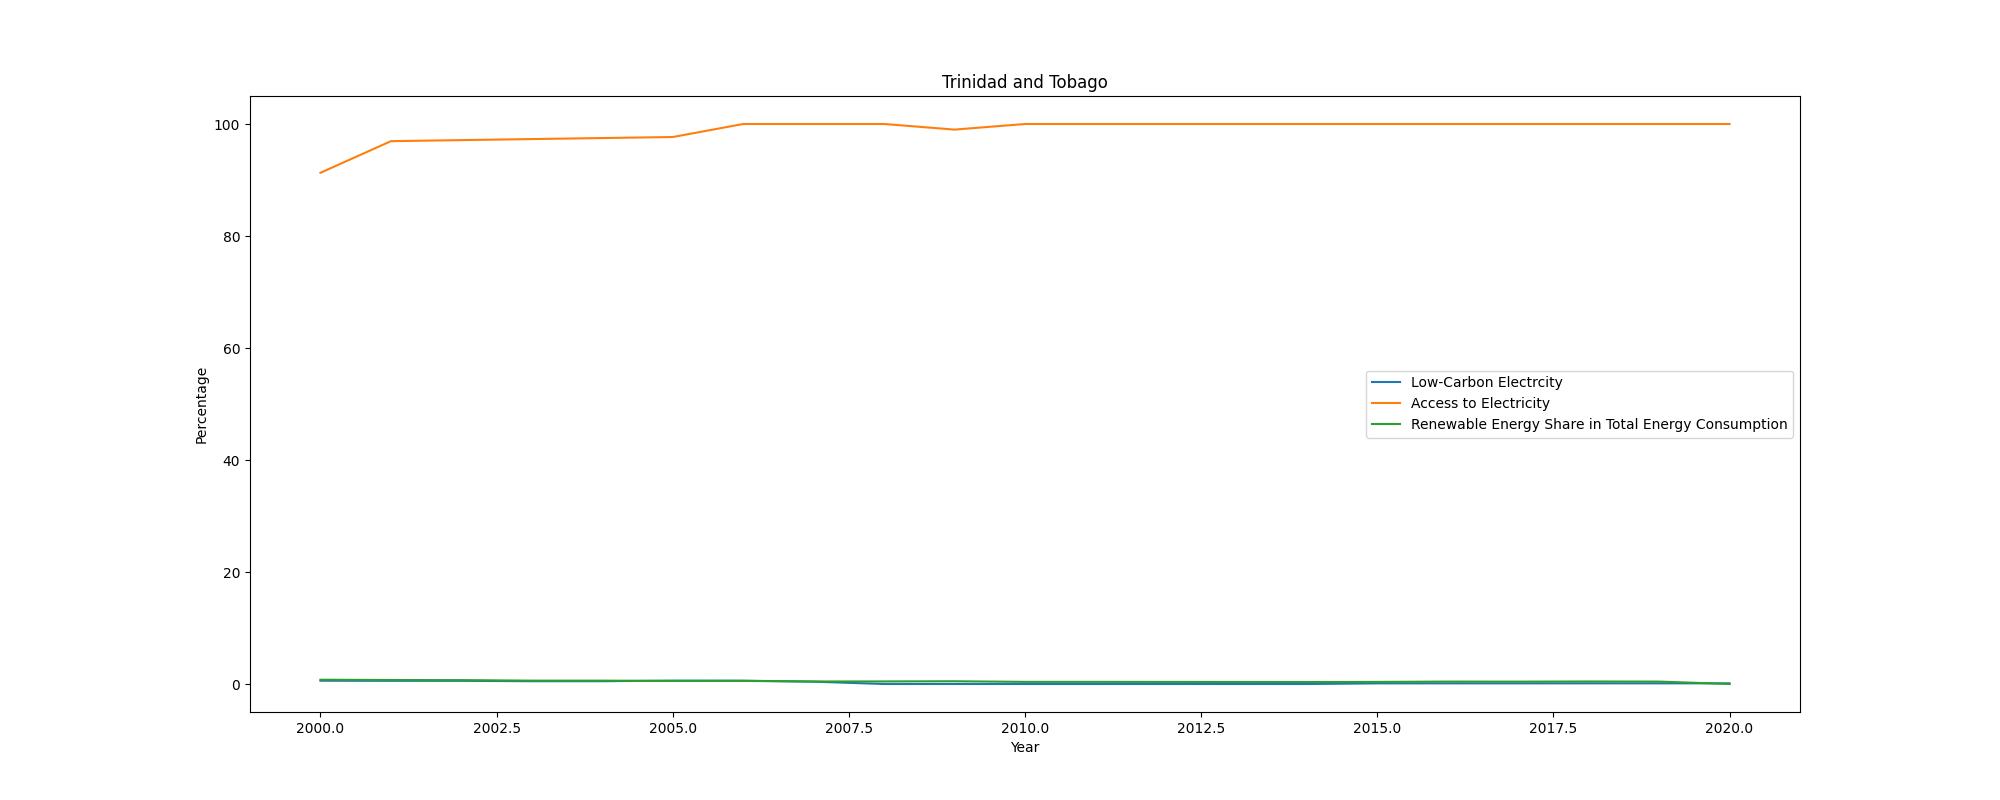 Trinidad and Tobago
100
80
60
40
20
0
Percentage
Low-Carbon Electrcity
Access to Electricity
Renewable Energy Share in Total Energy Consumption
2000.0 2002.5 2005.0 2007.5 2010.0 2012.5 2015.0 2017.5 2020.0
Year